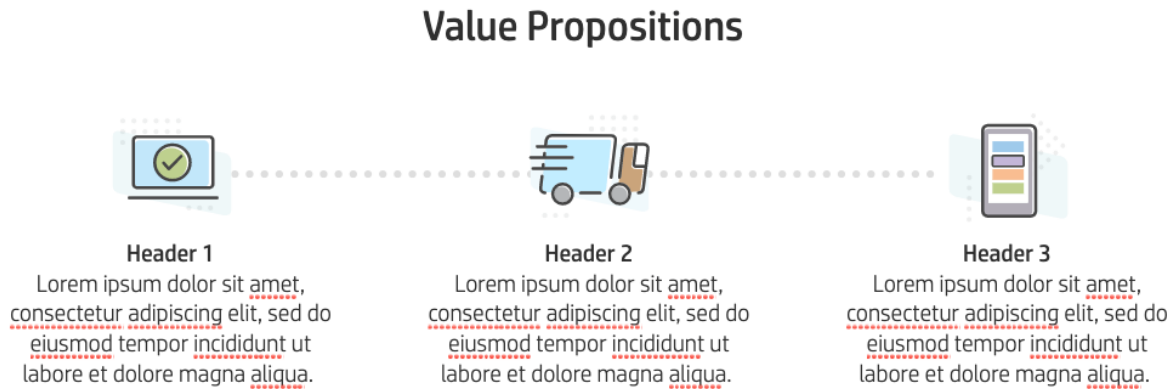 Value Propositions
Header 1
Lorem ipsum dolor sit amet,
consectetur adipiscing elit, sed do
eiusmod tempor incididunt ut
labore et dolore magna aliqua.
Header 2
Lorem ipsum dolor sit amet,
consectetur adipiscing elit, sed do
eiusmod tempor incididunt ut
labore et dolore magna aliqua.
Header 3
Lorem ipsum dolor sit amet,
consectetur adipiscing elit, sed do
eiusmod tempor incididunt ut
labore et dolore magna aliqua.